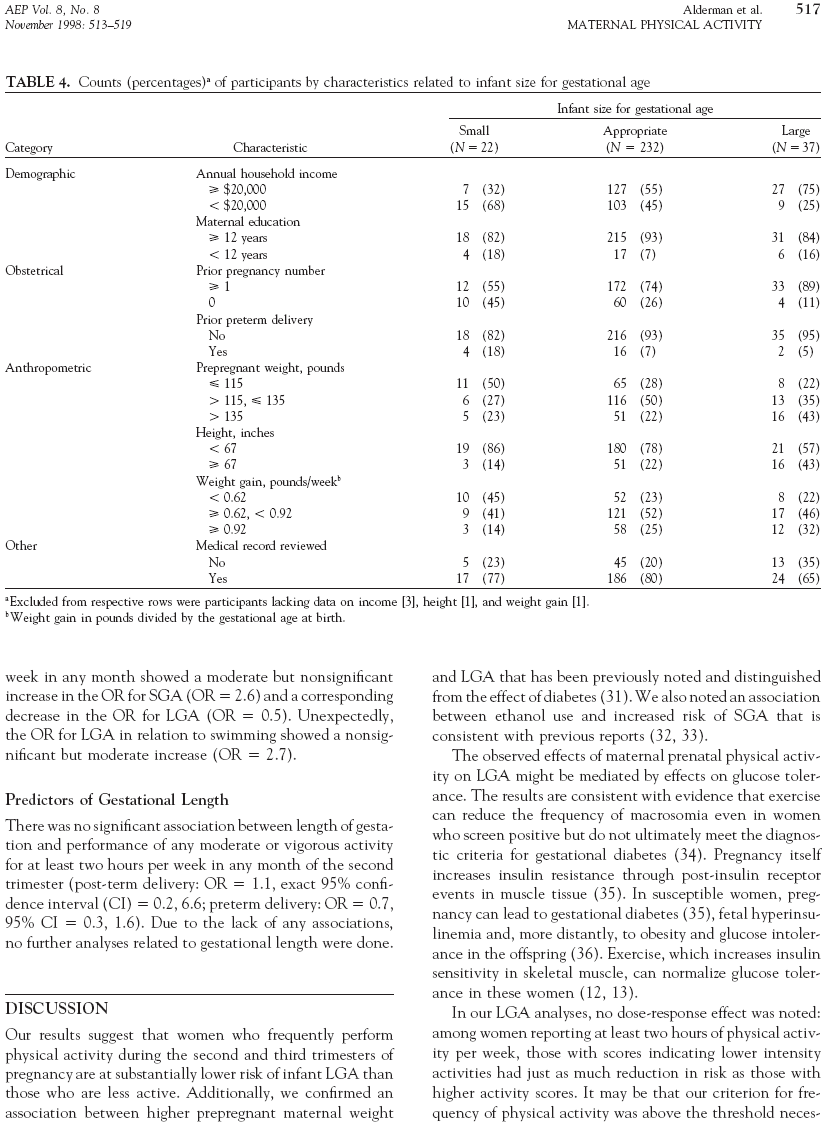 AEP Vol. 8, No. 8
November 1998: 513–519
Alderman et al. 517
MATERNAL PHYSICAL ACTIVITY
TABLE 4. Counts (percentages)ᵃ of participants by characteristics related to infant size for gestational age
Infant size for gestational age
Small Appropriate Large
Category Characteristic (N = 22) (N = 232) (N = 37)
Demographic Annual household income
≥ $20,000 7 (32) 127 (55) 27 (75)
< $20,000 15 (68) 103 (45) 9 (25)
Maternal education
≥ 12 years 18 (82) 215 (93) 31 (84)
< 12 years 4 (18) 17 (7) 6 (16)
Obstetrical Prior pregnancy number
≥ 1 12 (55) 172 (74) 33 (89)
0 10 (45) 60 (26) 4 (11)
Prior preterm delivery
No 18 (82) 216 (93) 35 (95)
Yes 4 (18) 16 (7) 2 (5)
Anthropometric Prepregnant weight, pounds
≤ 115 11 (50) 65 (28) 8 (22)
> 115, ≤ 135 6 (27) 116 (50) 13 (35)
> 135 5 (23) 51 (22) 16 (43)
Height, inches
< 67 19 (86) 180 (78) 21 (57)
≥ 67 3 (14) 51 (22) 16 (43)
Weight gain, pounds/weekᵇ
< 0.62 10 (45) 52 (23) 8 (22)
≥ 0.62, < 0.92 9 (41) 121 (52) 17 (46)
≥ 0.92 3 (14) 58 (25) 12 (32)
Other Medical record reviewed
No 5 (23) 45 (20) 13 (35)
Yes 17 (77) 186 (80) 24 (65)
ᵃExcluded from respective rows were participants lacking data on income [3], height [1], and weight gain [1].
ᵇWeight gain in pounds divided by the gestational age at birth.
week in any month showed a moderate but nonsignificant
increase in the OR for SGA (OR = 2.6) and a corresponding
decrease in the OR for LGA (OR = 0.5). Unexpectedly,
the OR for LGA in relation to swimming showed a nonsig-
nificant but moderate increase (OR = 2.7).
Predictors of Gestational Length
There was no significant association between length of gesta-
tion and performance of any moderate or vigorous activity
for at least two hours per week in any month of the second
trimester (post-term delivery: OR = 1.1, exact 95% confi-
dence interval (CI) = 0.2, 6.6; preterm delivery: OR = 0.7,
95% CI = 0.3, 1.6). Due to the lack of any associations,
no further analyses related to gestational length were done.
DISCUSSION
Our results suggest that women who frequently perform
physical activity during the second and third trimesters of
pregnancy are at substantially lower risk of infant LGA than
those who are less active. Additionally, we confirmed an
association between higher prepregnant maternal weight
and LGA that has been previously noted and distinguished
from the effect of diabetes (31). We also noted an association
between ethanol use and increased risk of SGA that is
consistent with previous reports (32, 33).
The observed effects of maternal prenatal physical activ-
ity on LGA might be mediated by effects on glucose toler-
ance. The results are consistent with evidence that exercise
can reduce the frequency of macrosomia even in women
who screen positive but do not ultimately meet the diagnos-
tic criteria for gestational diabetes (34). Pregnancy itself
increases insulin resistance through post-insulin receptor
events in muscle tissue (35). In susceptible women, preg-
nancy can lead to gestational diabetes (35), fetal hyperinsu-
linemia and, more distantly, to obesity and glucose intoler-
ance in the offspring (36). Exercise, which increases insulin
sensitivity in skeletal muscle, can normalize glucose toler-
ance in these women (12, 13).
In our LGA analyses, no dose-response effect was noted:
among women reporting at least two hours of physical activ-
ity per week, those with scores indicating lower intensity
activities had just as much reduction in risk as those with
higher activity scores. It may be that our criterion for fre-
quency of physical activity was above the threshold neces-